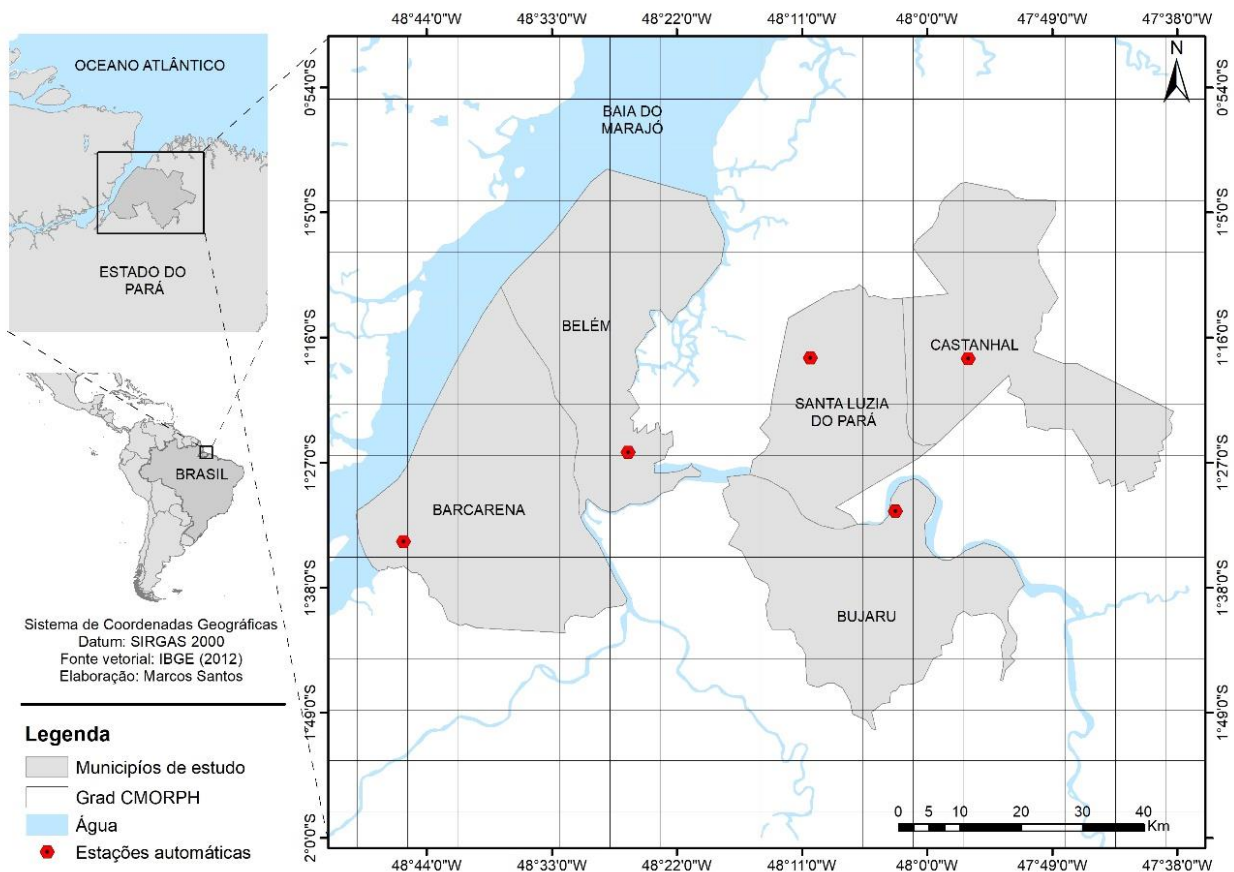 48°44'0"W 48°33'0"W 48°22'0"W 48°11'0"W 48°0'0"W 47°49'0"W 47°38'0"W
OCEANO ATLÂNTICO
ESTADO DO
PARÁ
BRASIL
Sistema de Coordenadas Geográficas
Datum: SIRGAS 2000
Fonte vetorial: IBGE (2012)
Elaboração: Marcos Santos
Legenda
Municipíos de estudo
Grad CMORPH
Água
Estações automáticas
N
BAIA DO
MARAJÓ
BELÉM
CASTANHAL
SANTA LUZIA
DO PARÁ
BARCARENA
BUJARU
0°54'0"S
1°5'0"S
1°16'0"S
1°27'0"S
1°38'0"S
1°49'0"S
2°0'0"S
0°54'0"S
1°5'0"S
1°16'0"S
1°27'0"S
1°38'0"S
1°49'0"S
2°0'0"S
0 5 10 20 30 40
Km
48°44'0"W 48°33'0"W 48°22'0"W 48°11'0"W 48°0'0"W 47°49'0"W 47°38'0"W